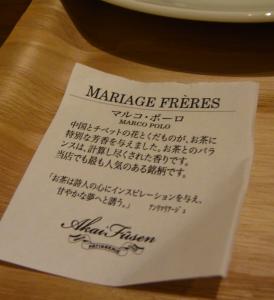 MARIAGE FRÈRES
マルコ・ポーロ
MARCO POLO
中国とチベットの花とくだものが、お茶に
特別な芳香を与えました。お茶とのバラ
ンスは、計算し尽くされた香りです。
当店でも最も人気のある銘柄です。
「お茶は詩人の心にインスピレーションを与え、
甘やかな夢へと誘う。」
Akai Fûsen
PATISSERIE